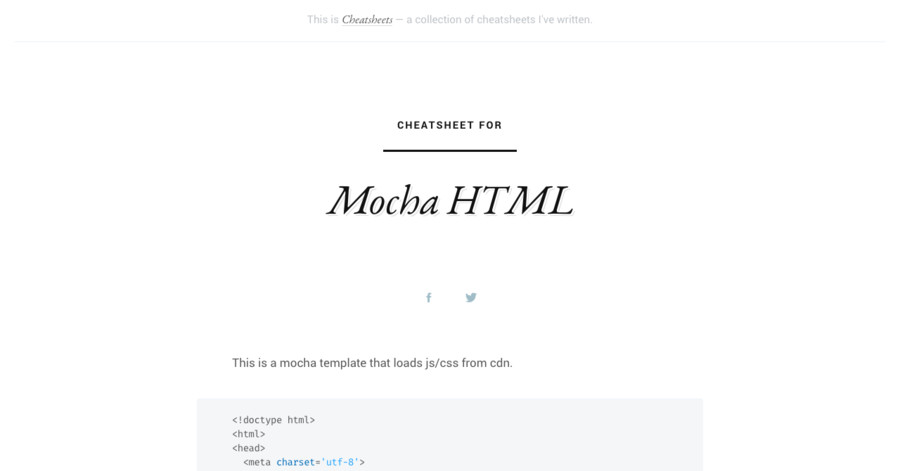 This is Cheatsheets — a collection of cheatsheets I've written.
CHEATSHEET FOR
Mocha HTML
This is a mocha template that loads js/css from cdn.
<!doctype html>
<html>
<head>
  <meta charset='utf-8'>